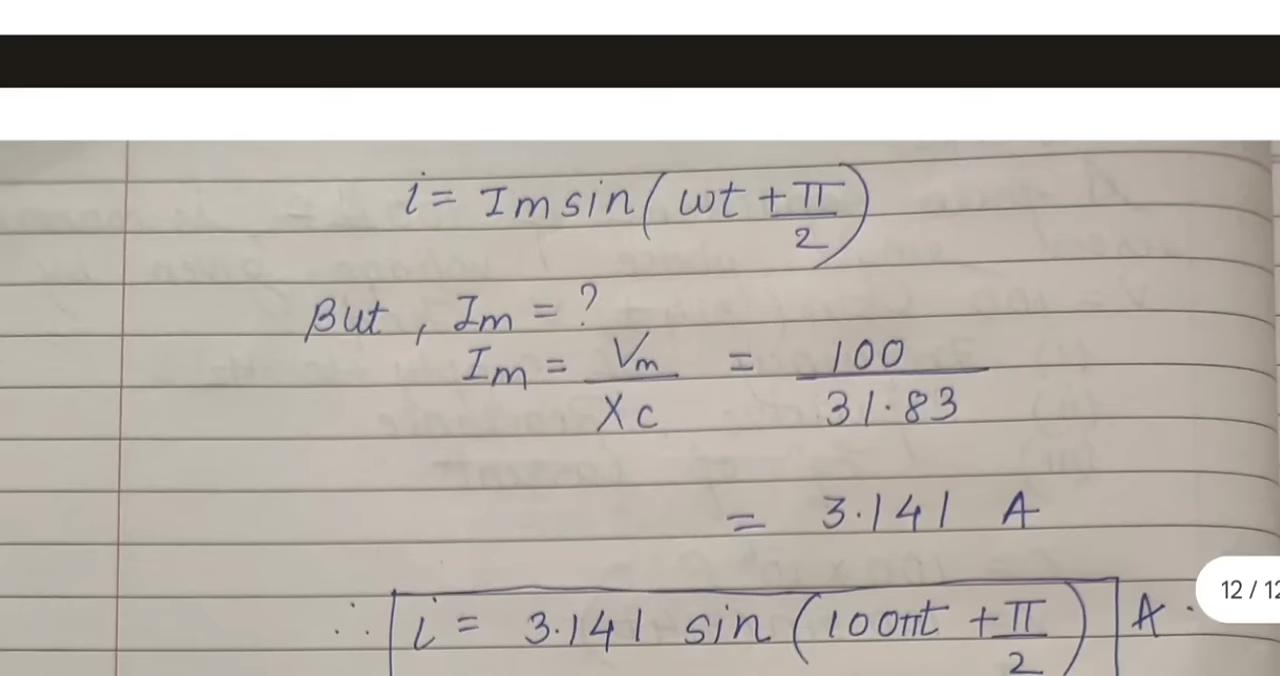 i = Im sin(ωt + π/2)
But, Im = ?
Im = Vm/Xc = 100/31.83
= 3.141 A
∴ i = 3.141 sin(100πt + π/2) A.
12 / 12